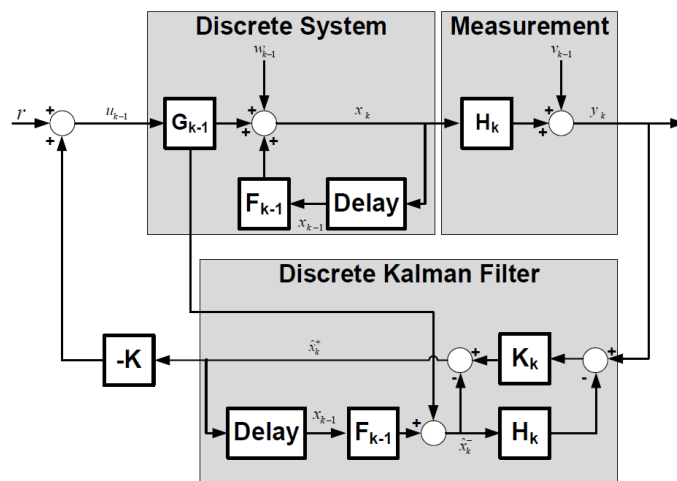 Discrete System
Measurement
w_{k-1}
v_{k-1}
r
+
+
u_{k-1}
G_{k-1}
+
+
+
x_k
H_k
+
+
y_k
F_{k-1}
Delay
x_{k-1}
Discrete Kalman Filter
-K
x̂_k^+
+
-
K_k
+
-
Delay
x_{k-1}
F_{k-1}
+
x̂_k^-
H_k